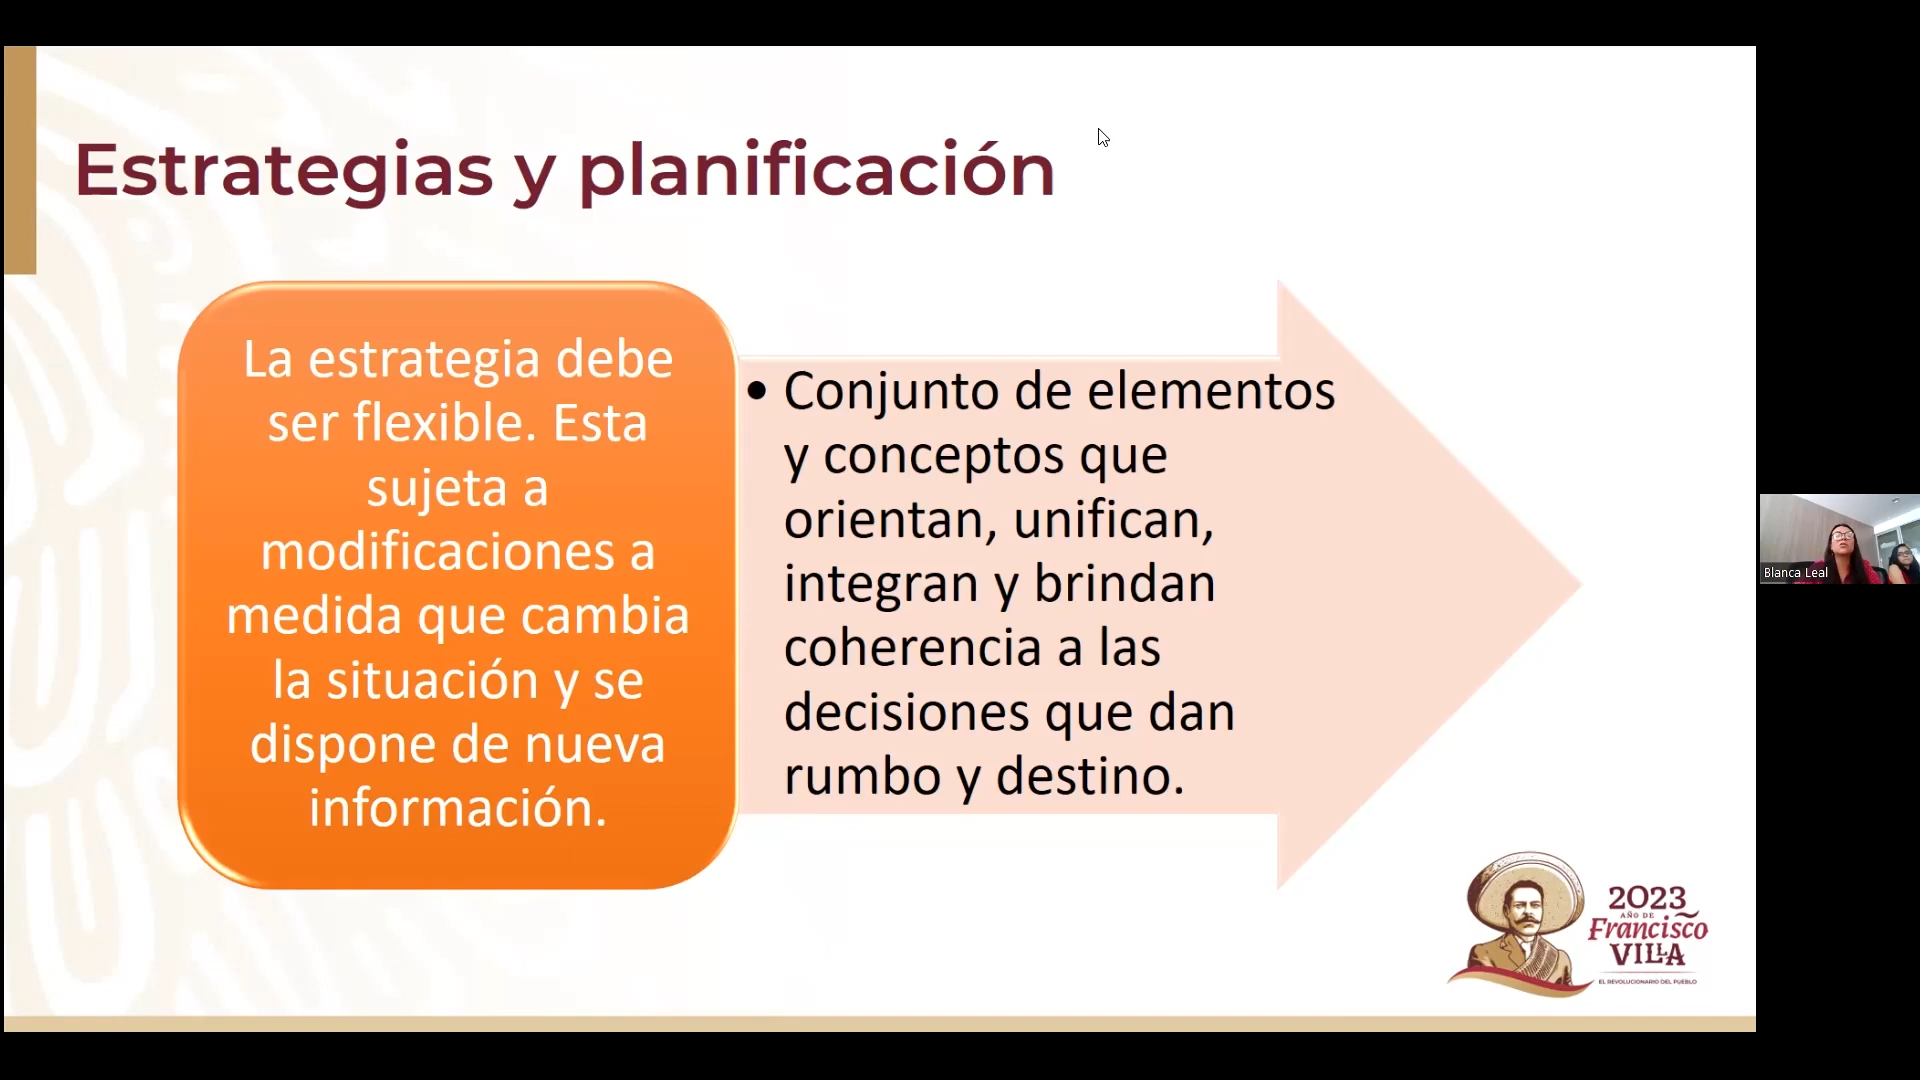 Estrategias y planificación
La estrategia debe
ser flexible. Esta
sujeta a
modificaciones a
medida que cambia
la situación y se
dispone de nueva
información.
• Conjunto de elementos
y conceptos que
orientan, unifican,
integran y brindan
coherencia a las
decisiones que dan
rumbo y destino.
2023
AÑO DE
Francisco
VILLA
EL REVOLUCIONARIO DEL PUEBLO
Blanca Leal